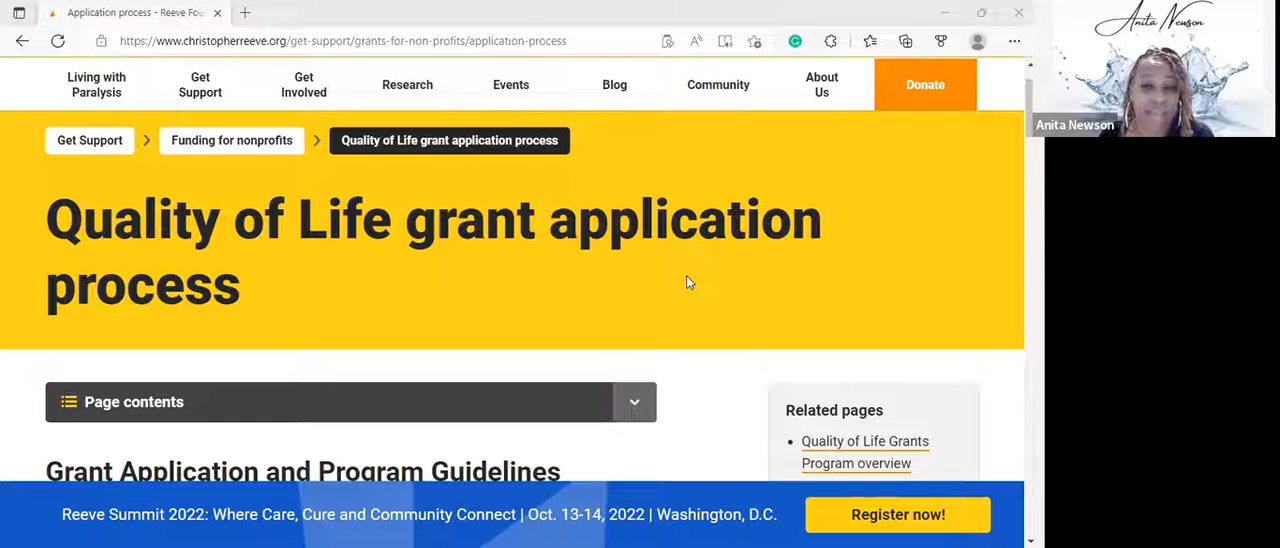 Application process - Reeve Fou
https://www.christopherreeve.org/get-support/grants-for-non-profits/application-process
Living with
Paralysis
Get
Support
Get
Involved
Research
Events
Blog
Community
About
Us
Donate
Get Support
Funding for nonprofits
Quality of Life grant application process
Quality of Life grant application
process
Page contents
Grant Application and Program Guidelines
Related pages
Quality of Life Grants
Program overview
Reeve Summit 2022: Where Care, Cure and Community Connect | Oct. 13-14, 2022 | Washington, D.C.
Register now!
Anita Newson
Anita Newson